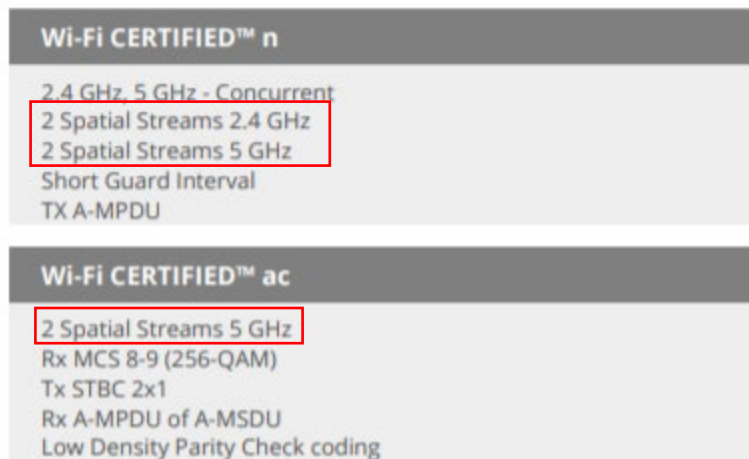 Wi-Fi CERTIFIED™ n
2.4 GHz, 5 GHz - Concurrent
2 Spatial Streams 2.4 GHz
2 Spatial Streams 5 GHz
Short Guard Interval
TX A-MPDU
Wi-Fi CERTIFIED™ ac
2 Spatial Streams 5 GHz
Rx MCS 8-9 (256-QAM)
Tx STBC 2x1
Rx A-MPDU of A-MSDU
Low Density Parity Check coding